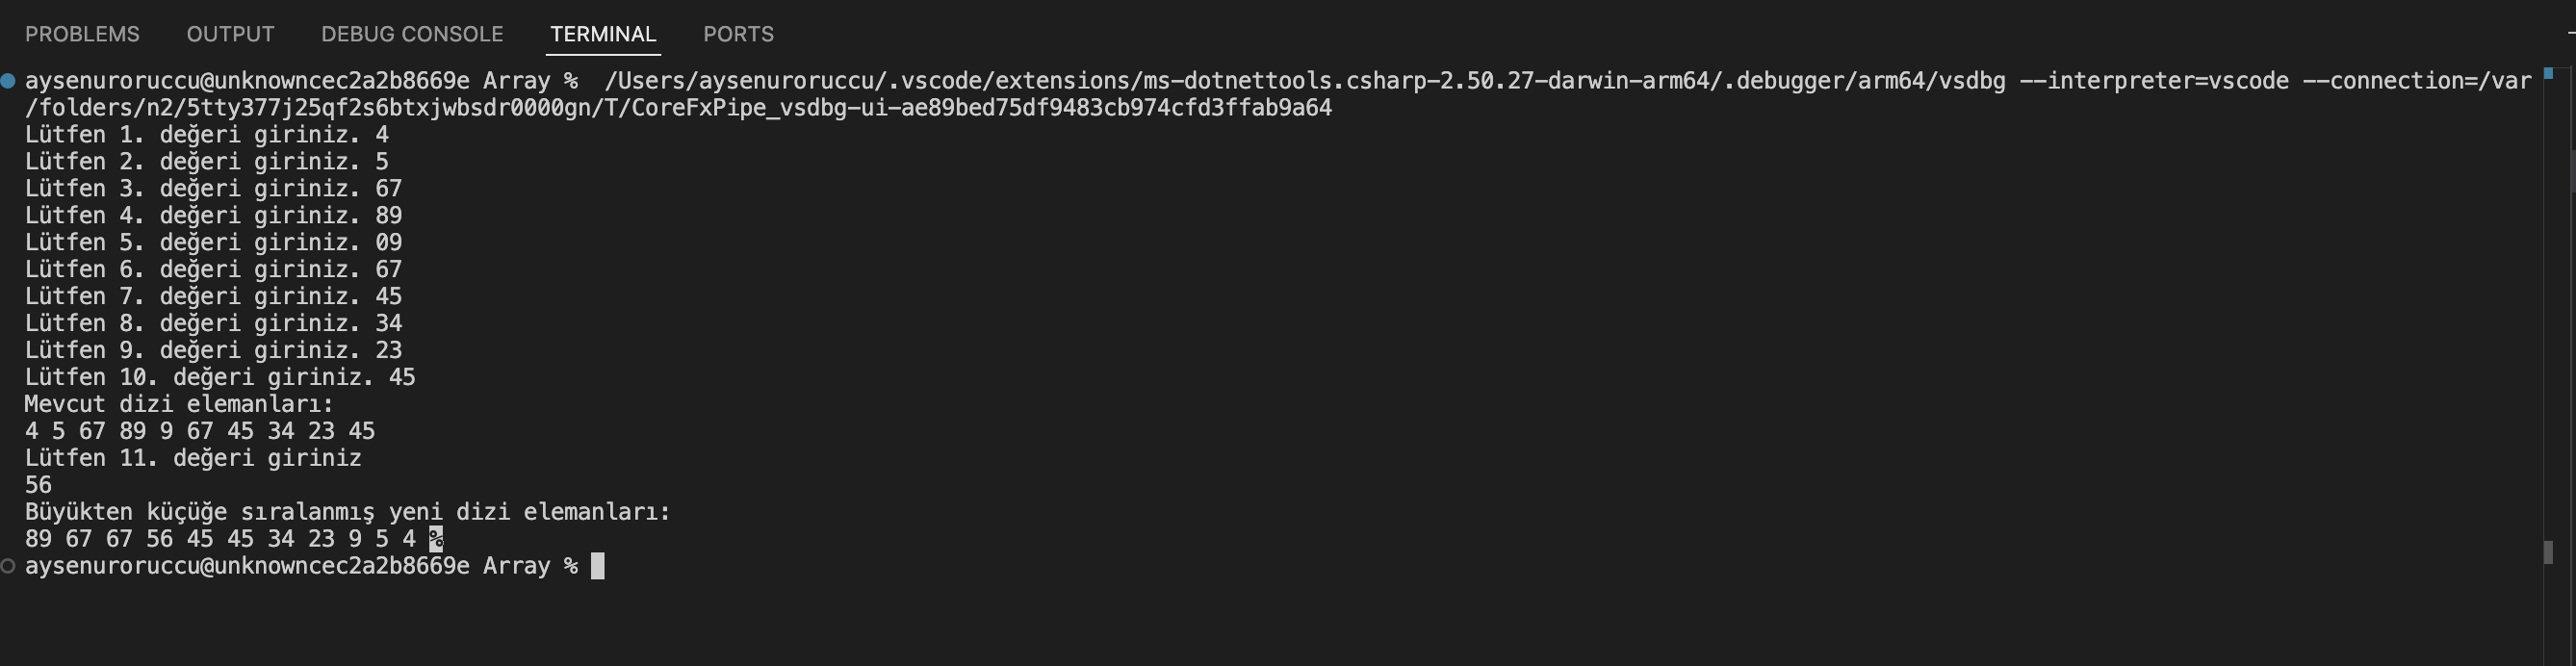 PROBLEMS OUTPUT DEBUG CONSOLE TERMINAL PORTS
aysenuroruccu@unknowncec2a2b8669e Array %  /Users/aysenuroruccu/.vscode/extensions/ms-dotnettools.csharp-2.50.27-darwin-arm64/.debugger/arm64/vsdbg --interpreter=vscode --connection=/var
/folders/n2/5tty377j25qf2s6btxjwbsdr0000gn/T/CoreFxPipe_vsdbg-ui-ae89bed75df9483cb974cfd3ffab9a64
Lütfen 1. değeri giriniz. 4
Lütfen 2. değeri giriniz. 5
Lütfen 3. değeri giriniz. 67
Lütfen 4. değeri giriniz. 89
Lütfen 5. değeri giriniz. 09
Lütfen 6. değeri giriniz. 67
Lütfen 7. değeri giriniz. 45
Lütfen 8. değeri giriniz. 34
Lütfen 9. değeri giriniz. 23
Lütfen 10. değeri giriniz. 45
Mevcut dizi elemanları:
4 5 67 89 9 67 45 34 23 45
Lütfen 11. değeri giriniz
56
Büyükten küçüğe sıralanmış yeni dizi elemanları:
89 67 67 56 45 45 34 23 9 5 4 %
aysenuroruccu@unknowncec2a2b8669e Array %